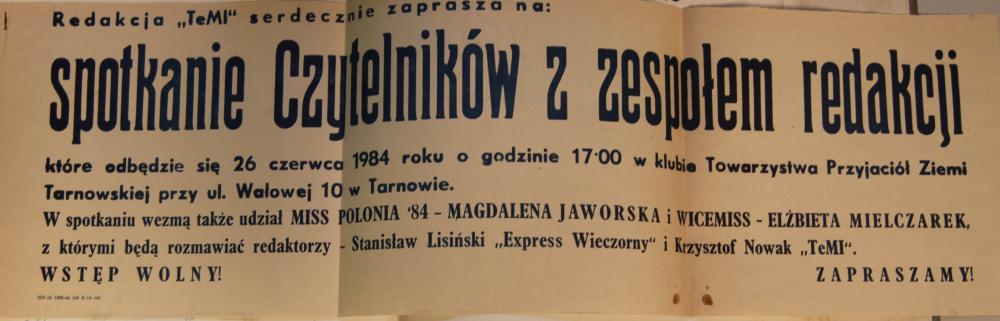 Redakcja „TeMI" serdecznie zaprasza na:
spotkanie Czytelników z zespołem redakcji
które odbędzie się 26 czerwca 1984 roku o godzinie 17·00 w klubie Towarzystwa Przyjaciół Ziemi
Tarnowskiej przy ul. Wałowej 10 w Tarnowie.
W spotkaniu wezmą także udział MISS POLONIA '84 - MAGDALENA JAWORSKA i WICEMISS - ELŻBIETA MIELCZAREK,
z którymi będą rozmawiać redaktorzy - Stanisław Lisiński „Express Wieczorny" i Krzysztof Nowak „TeMI".
WSTĘP WOLNY! ZAPRASZAMY!